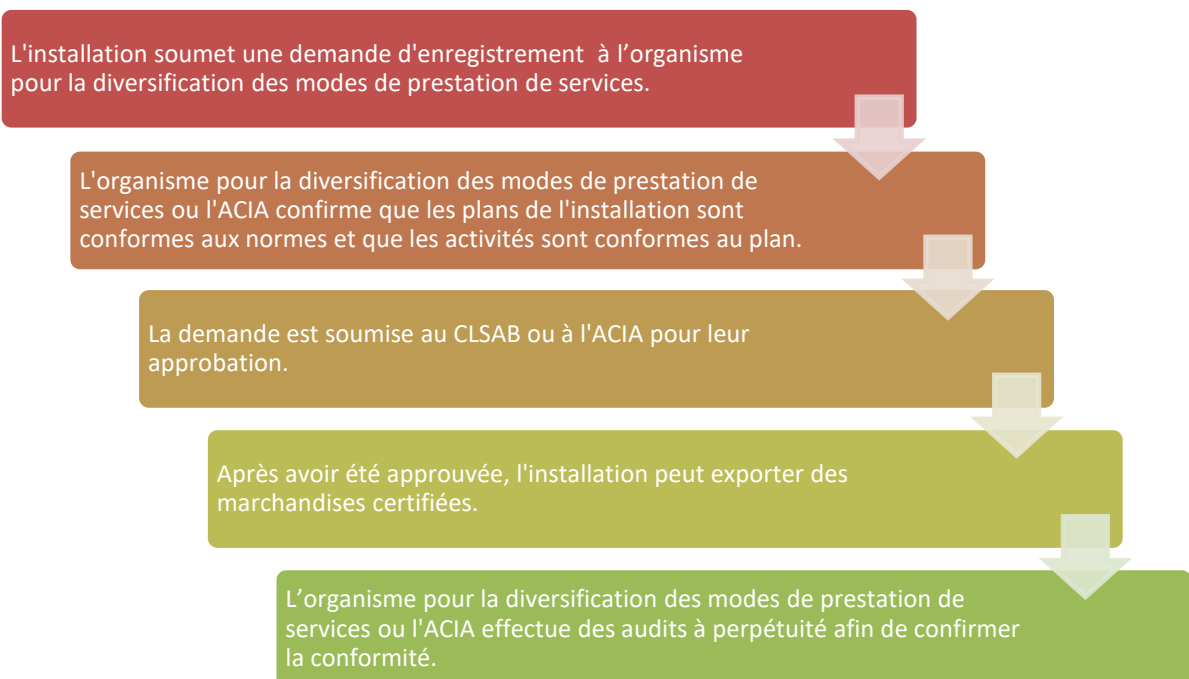 L'installation soumet une demande d'enregistrement  à l’organisme
pour la diversification des modes de prestation de services.
L'organisme pour la diversification des modes de prestation de
services ou l'ACIA confirme que les plans de l'installation sont
conformes aux normes et que les activités sont conformes au plan.
La demande est soumise au CLSAB ou à l'ACIA pour leur
approbation.
Après avoir été approuvée, l'installation peut exporter des
marchandises certifiées.
L’organisme pour la diversification des modes de prestation de
services ou l'ACIA effectue des audits à perpétuité afin de confirmer
la conformité.